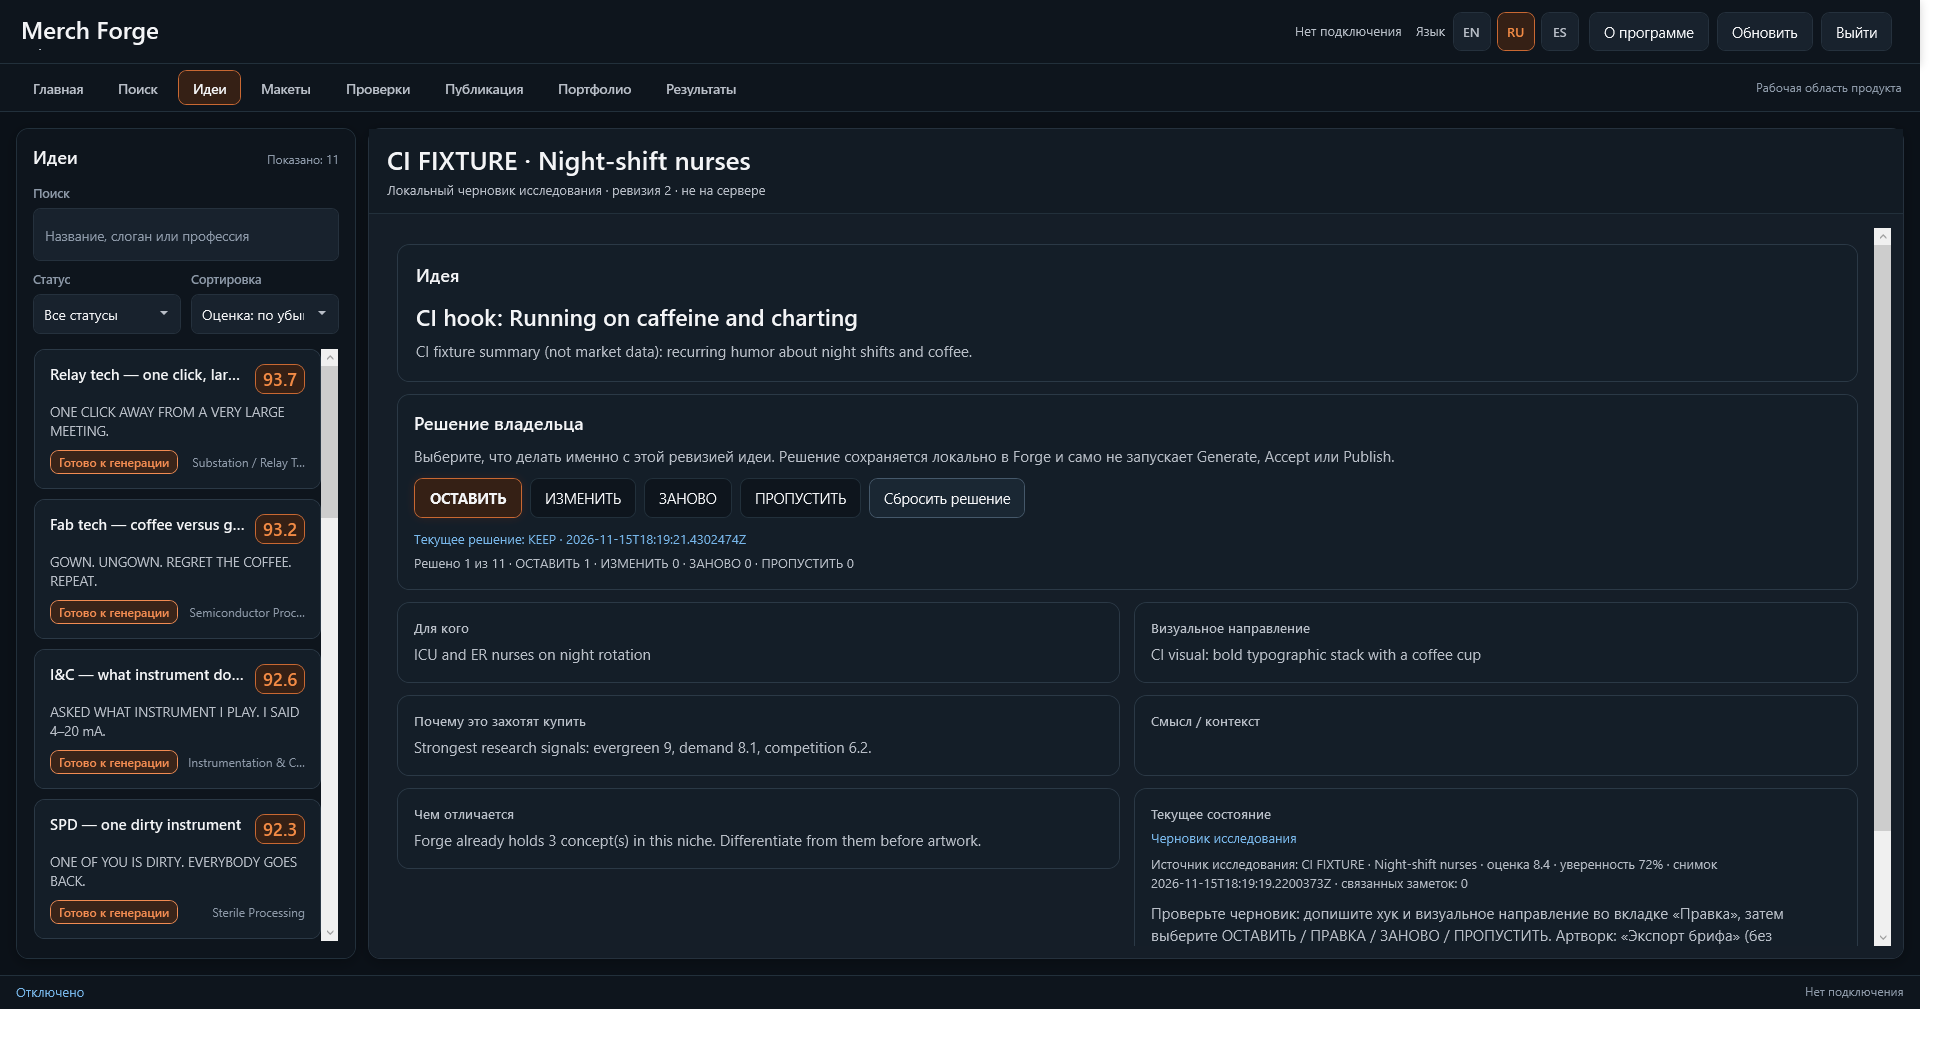 Merch Forge
Нет подключения
Язык
EN
RU
ES
О программе
Обновить
Выйти
Главная
Поиск
Идеи
Макеты
Проверки
Публикация
Портфолио
Результаты
Рабочая область продукта
Идеи
Показано: 11
Поиск
Название, слоган или профессия
Статус
Сортировка
Все статусы
Оценка: по убы
Relay tech — one click, lar...
93.7
ONE CLICK AWAY FROM A VERY LARGE
MEETING.
Готово к генерации
Substation / Relay T...
Fab tech — coffee versus g...
93.2
GOWN. UNGOWN. REGRET THE COFFEE.
REPEAT.
Готово к генерации
Semiconductor Proc...
I&C — what instrument do...
92.6
ASKED WHAT INSTRUMENT I PLAY. I SAID
4–20 mA.
Готово к генерации
Instrumentation & C...
SPD — one dirty instrument
92.3
ONE OF YOU IS DIRTY. EVERYBODY GOES
BACK.
Готово к генерации
Sterile Processing
CI FIXTURE · Night-shift nurses
Локальный черновик исследования · ревизия 2 · не на сервере
Идея
CI hook: Running on caffeine and charting
CI fixture summary (not market data): recurring humor about night shifts and coffee.
Решение владельца
Выберите, что делать именно с этой ревизией идеи. Решение сохраняется локально в Forge и само не запускает Generate, Accept или Publish.
ОСТАВИТЬ
ИЗМЕНИТЬ
ЗАНОВО
ПРОПУСТИТЬ
Сбросить решение
Текущее решение: KEEP · 2026-11-15T18:19:21.4302474Z
Решено 1 из 11 · ОСТАВИТЬ 1 · ИЗМЕНИТЬ 0 · ЗАНОВО 0 · ПРОПУСТИТЬ 0
Для кого
ICU and ER nurses on night rotation
Визуальное направление
CI visual: bold typographic stack with a coffee cup
Почему это захотят купить
Strongest research signals: evergreen 9, demand 8.1, competition 6.2.
Смысл / контекст
Чем отличается
Forge already holds 3 concept(s) in this niche. Differentiate from them before artwork.
Текущее состояние
Черновик исследования
Источник исследования: CI FIXTURE · Night-shift nurses · оценка 8.4 · уверенность 72% · снимок
2026-11-15T18:19:19.2200373Z · связанных заметок: 0
Проверьте черновик: допишите хук и визуальное направление во вкладке «Правка», затем
выберите ОСТАВИТЬ / ПРАВКА / ЗАНОВО / ПРОПУСТИТЬ. Артворк: «Экспорт брифа» (без
Отключено
Нет подключения